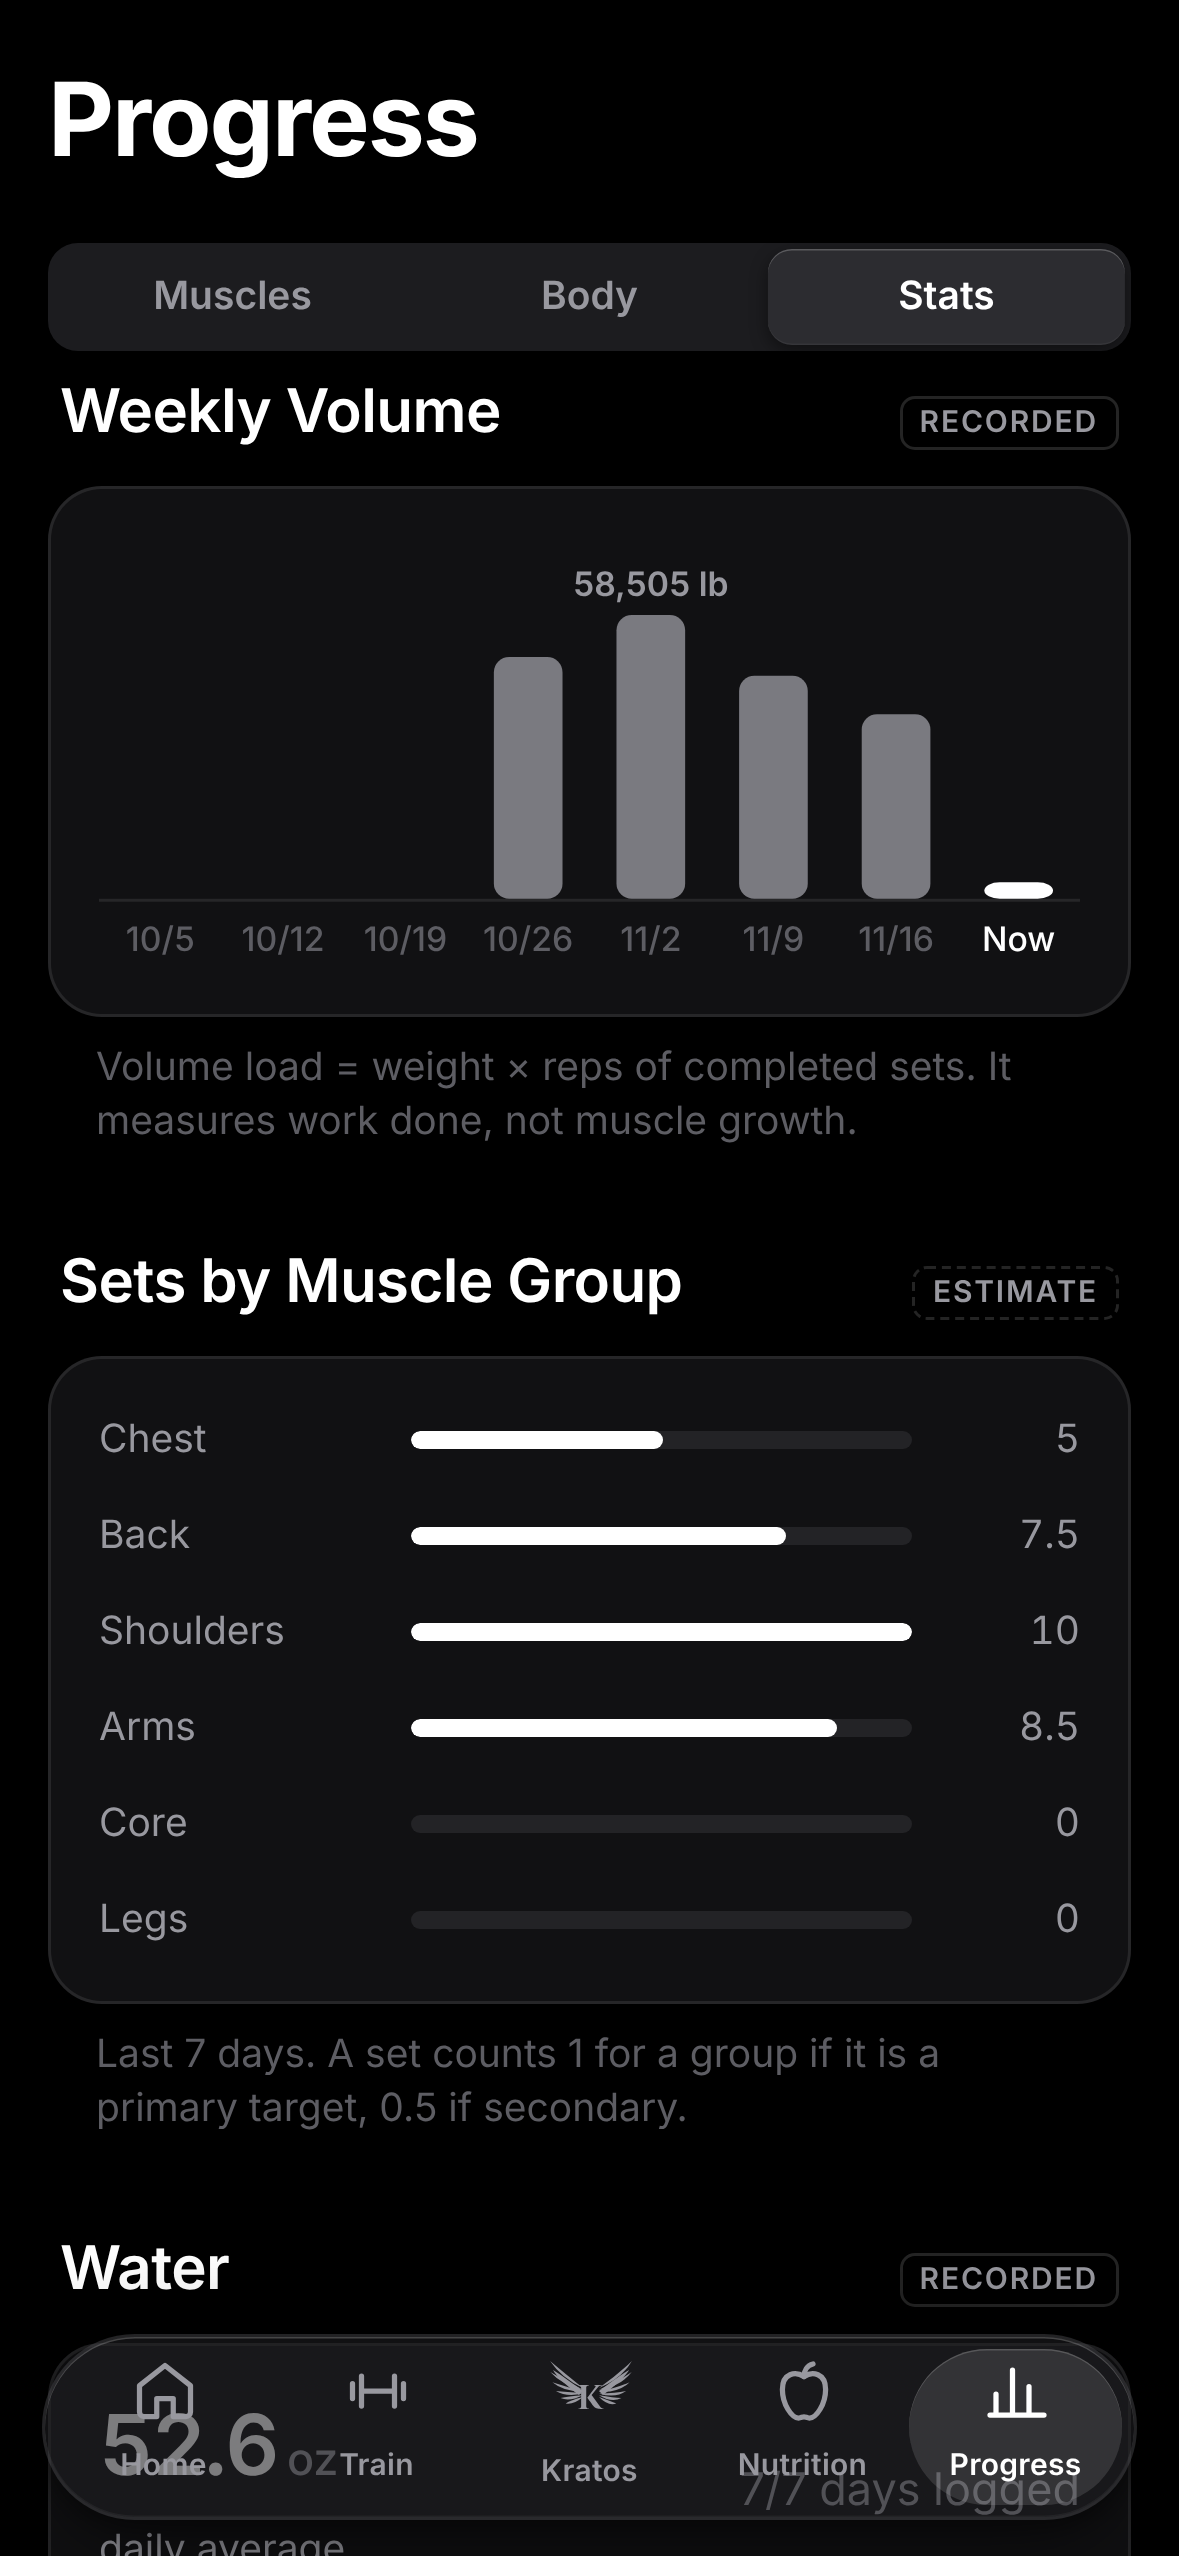 Progress
Muscles
Body
Stats
Weekly Volume
RECORDED
58,505 lb
10/5
10/12
10/19
10/26
11/2
11/9
11/16
Now
Volume load = weight × reps of completed sets. It
measures work done, not muscle growth.
Sets by Muscle Group
ESTIMATE
Chest
5
Back
7.5
Shoulders
10
Arms
8.5
Core
0
Legs
0
Last 7 days. A set counts 1 for a group if it is a
primary target, 0.5 if secondary.
Water
RECORDED
52.6 oz
7/7 days logged
daily average
Home
Train
K
Kratos
Nutrition
Progress